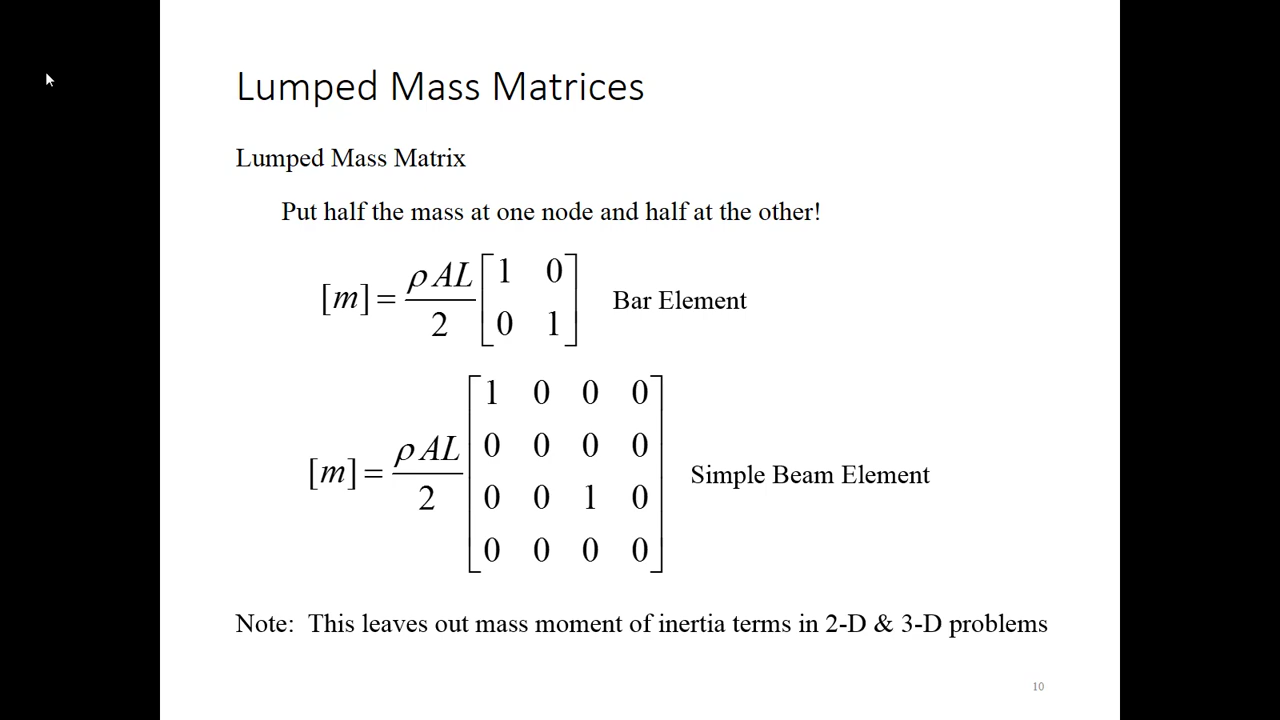 Lumped Mass Matrices
Lumped Mass Matrix
Put half the mass at one node and half at the other!
[m] = ρAL/2 [1 0; 0 1] Bar Element
[m] = ρAL/2 [1 0 0 0; 0 0 0 0; 0 0 1 0; 0 0 0 0] Simple Beam Element
Note: This leaves out mass moment of inertia terms in 2-D & 3-D problems
10